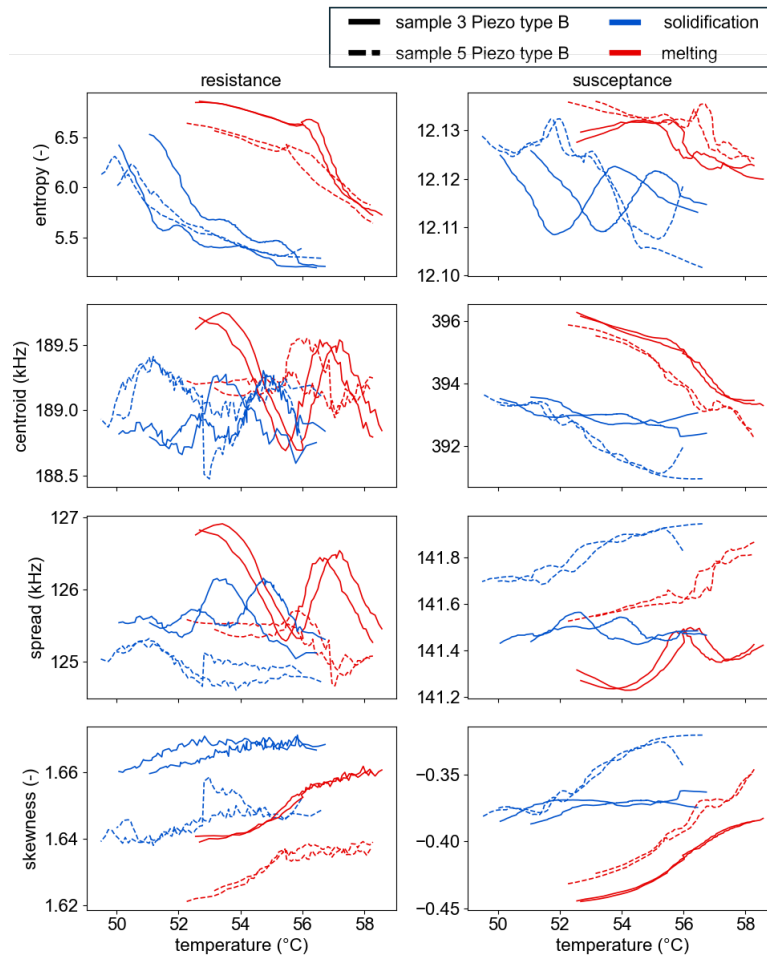 sample 3 Piezo type B solidification
sample 5 Piezo type B melting
resistance susceptance
entropy (-)
6.5
6.0
5.5
12.13
12.12
12.11
12.10
centroid (kHz)
189.5
189.0
188.5
396
394
392
spread (kHz)
127
126
125
141.8
141.6
141.4
141.2
skewness (-)
1.66
1.64
1.62
−0.35
−0.40
−0.45
50 52 54 56 58 50 52 54 56 58
temperature (°C) temperature (°C)